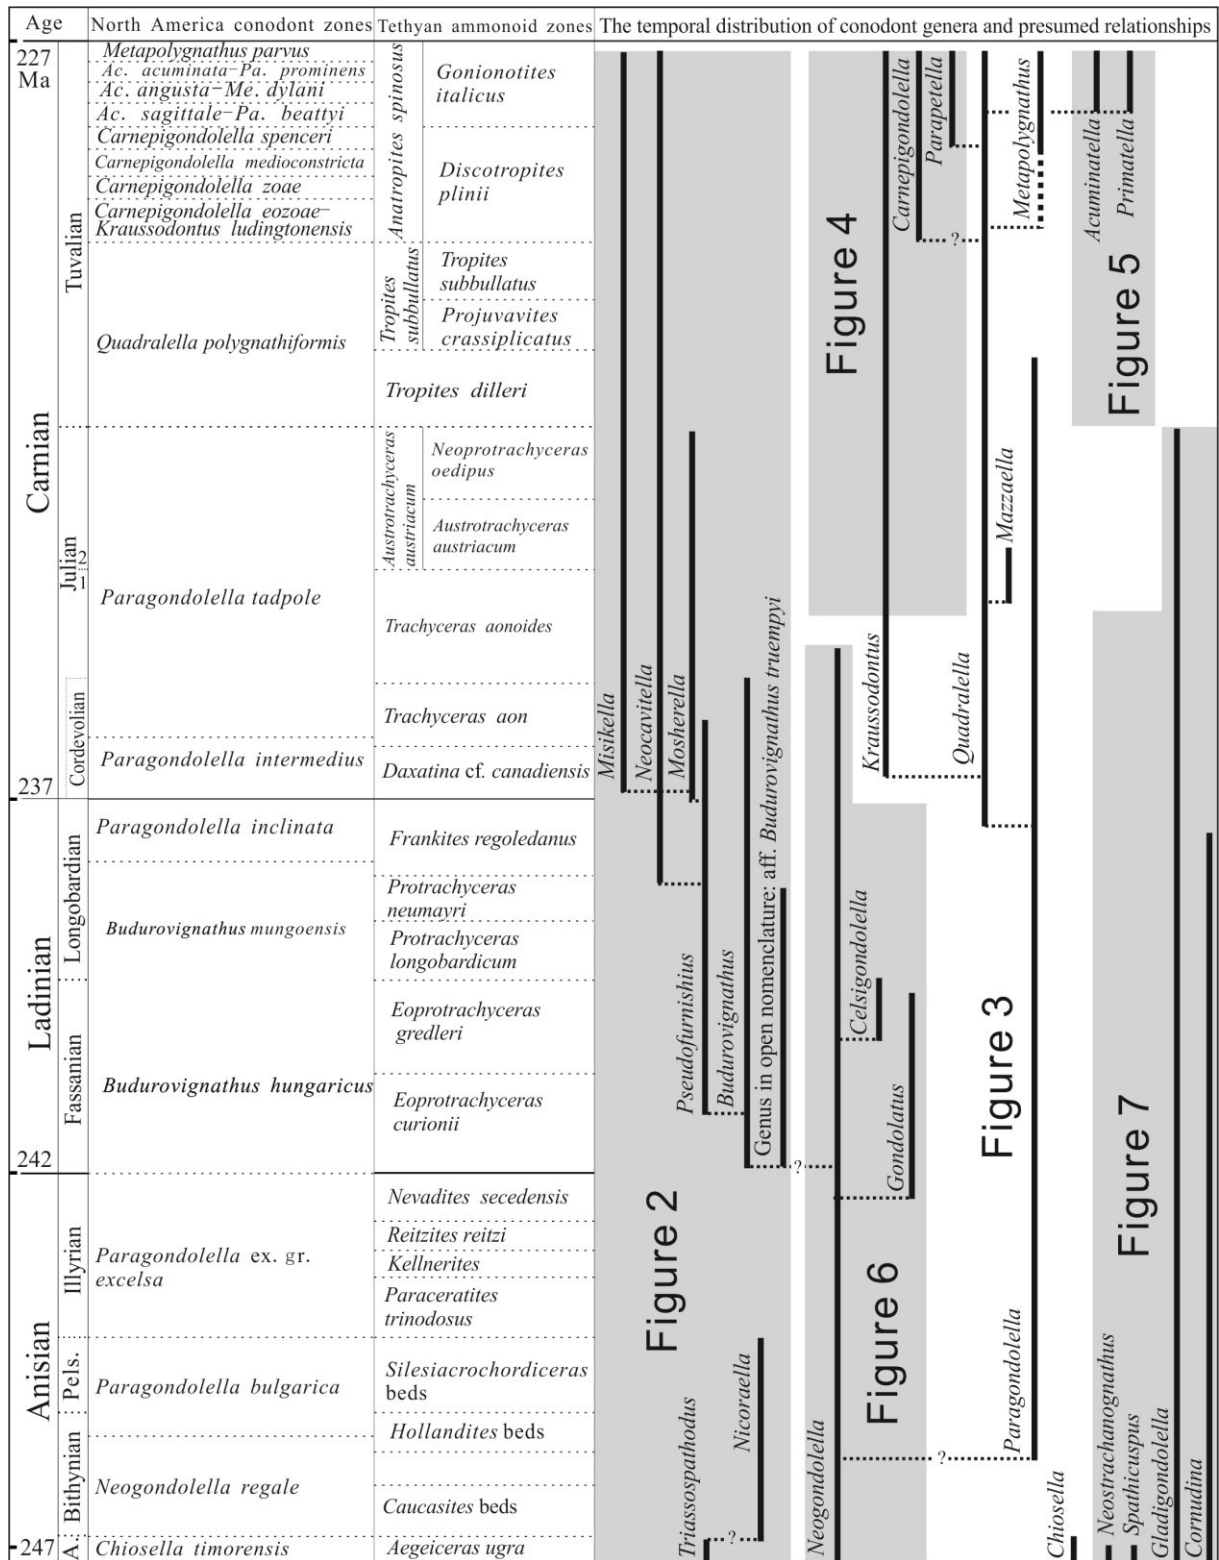 Age
North America conodont zones
Tethyan ammonoid zones
The temporal distribution of conodont genera and presumed relationships
227
Ma
237
242
247
Carnian
Ladinian
Anisian
Tuvalian
Julian
2
1
Cordevolian
Longobardian
Fassanian
Illyrian
Pels.
Bithynian
A.
Metapolygnathus parvus
Ac. acuminata-Pa. prominens
Ac. angusta-Me. dylani
Ac. sagittale-Pa. beattyi
Carnepigondolella spenceri
Carnepigondolella medioconstricta
Carnepigondolella zoae
Carnepigondolella eozoae-
Kraussodontus ludingtonensis
Quadralella polygnathiformis
Paragondolella tadpole
Paragondolella intermedius
Paragondolella inclinata
Budurovignathus mungoensis
Budurovignathus hungaricus
Paragondolella ex. gr.
excelsa
Paragondolella bulgarica
Neogondolella regale
Chiosella timorensis
Anatropites spinosus
Gonionotites
italicus
Discotropites
plinii
Tropites
subbullatus
Tropites
subbullatus
Projuvavites
crassiplicatus
Tropites dilleri
Austrotrachyceras
austriacum
Neoprotrachyceras
oedipus
Austrotrachyceras
austriacum
Trachyceras aonoides
Trachyceras aon
Daxatina cf. canadiensis
Frankites regoledanus
Protrachyceras
neumayri
Protrachyceras
longobardicum
Eoprotrachyceras
gredleri
Eoprotrachyceras
curionii
Nevadites secedensis
Reitzites reitzi
Kellnerites
Paraceratites
trinodosus
Silesiacrochordiceras
beds
Hollandites beds
Caucasites beds
Aegeiceras ugra
Misikella
Neocavitella
Mosherella
Pseudofurnishius
Budurovignathus
Genus in open nomenclature: aff. Budurovignathus truempyi
Figure 2
Triassospathodus
?
Nicoraella
?
Neogondolella
Celsigondolella
Gondolatus
Figure 6
Figure 4
Kraussodontus
Carnepigondolella
Parapetella
?
Quadralella
Mazzaella
Metapolygnathus
Figure 3
Paragondolella
?
Chiosella
Acuminatella
Primatella
Figure 5
Figure 7
Neostrachanognathus
Spathicuspus
Gladigondolella
Cornudina